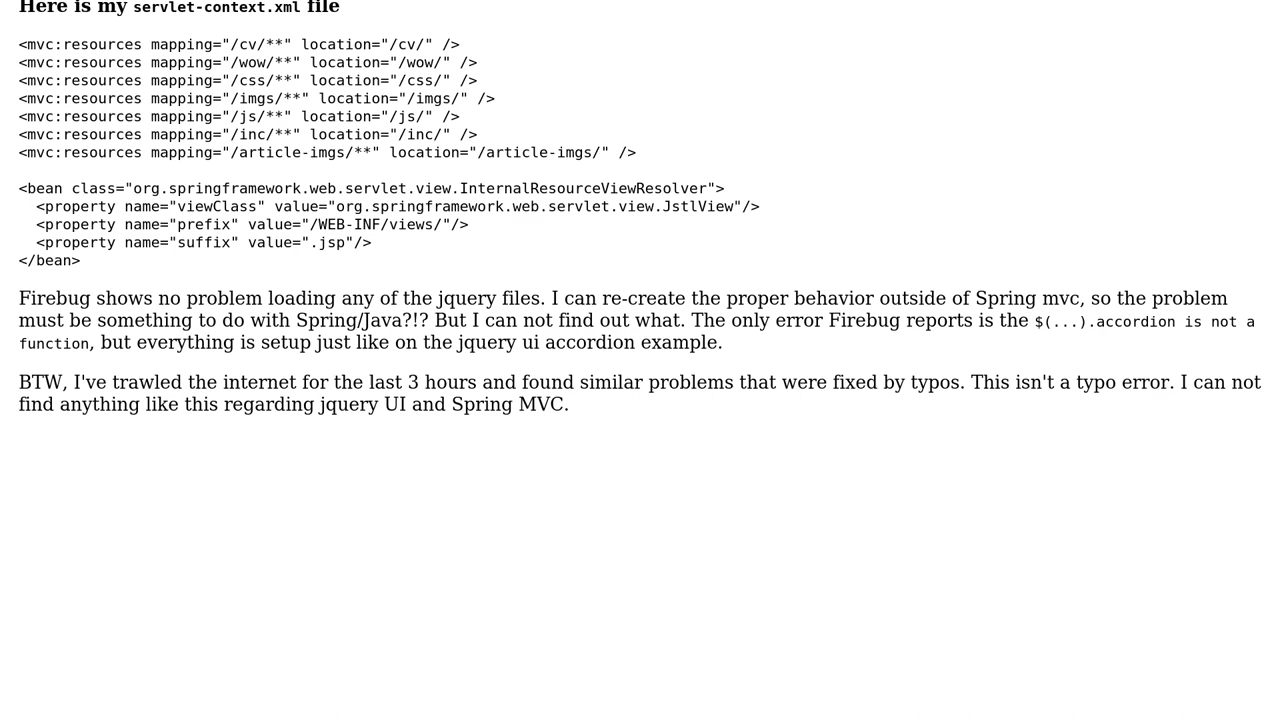 Here is my servlet-context.xml file
<mvc:resources mapping="/cv/**" location="/cv/" />
<mvc:resources mapping="/wow/**" location="/wow/" />
<mvc:resources mapping="/css/**" location="/css/" />
<mvc:resources mapping="/imgs/**" location="/imgs/" />
<mvc:resources mapping="/js/**" location="/js/" />
<mvc:resources mapping="/inc/**" location="/inc/" />
<mvc:resources mapping="/article-imgs/**" location="/article-imgs/" />
<bean class="org.springframework.web.servlet.view.InternalResourceViewResolver">
  <property name="viewClass" value="org.springframework.web.servlet.view.JstlView"/>
  <property name="prefix" value="/WEB-INF/views/"/>
  <property name="suffix" value=".jsp"/>
</bean>
Firebug shows no problem loading any of the jquery files. I can re-create the proper behavior outside of Spring mvc, so the problem
must be something to do with Spring/Java?!? But I can not find out what. The only error Firebug reports is the $(...).accordion is not a
function, but everything is setup just like on the jquery ui accordion example.
BTW, I've trawled the internet for the last 3 hours and found similar problems that were fixed by typos. This isn't a typo error. I can not
find anything like this regarding jquery UI and Spring MVC.